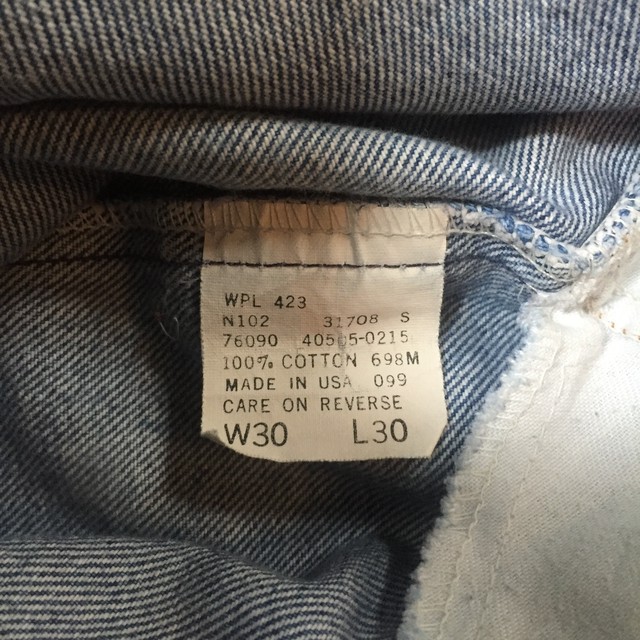 WPL 423
N102 31708 S
76090 40505-0215
100% COTTON 698M
MADE IN USA 099
CARE ON REVERSE
W30 L30